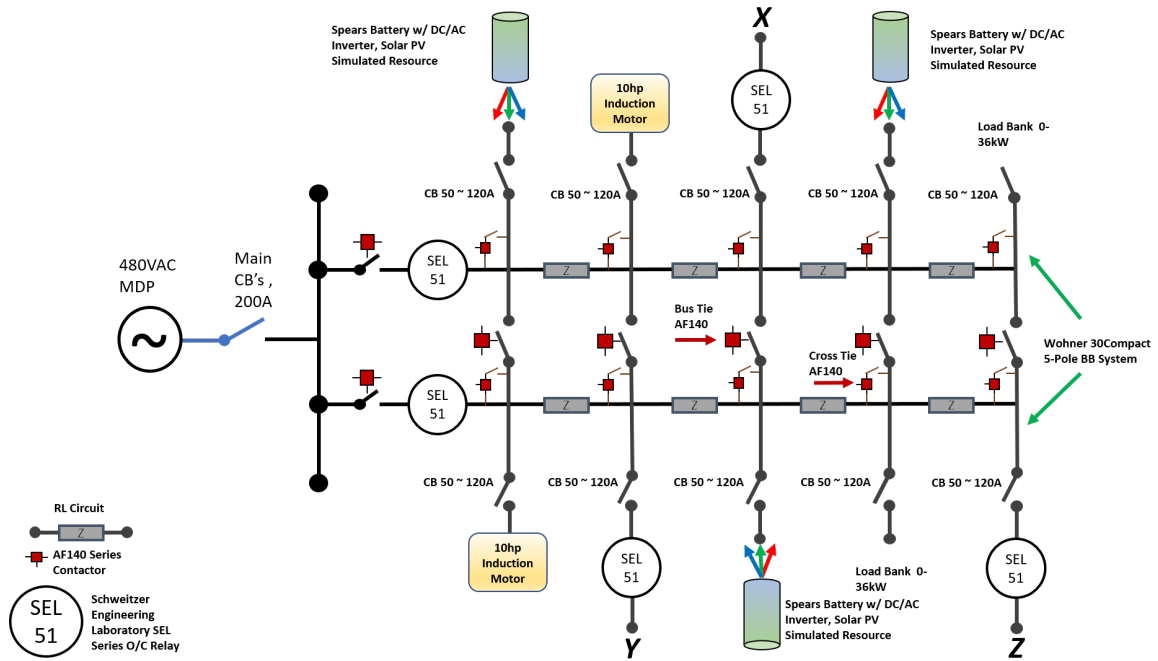 Spears Battery w/ DC/AC
Inverter, Solar PV
Simulated Resource
10hp
Induction
Motor
X
SEL
51
Spears Battery w/ DC/AC
Inverter, Solar PV
Simulated Resource
Load Bank 0-
36kW
CB 50 ~ 120A
CB 50 ~ 120A
CB 50 ~ 120A
CB 50 ~ 120A
CB 50 ~ 120A
480VAC
MDP
Main
CB's ,
200A
SEL
51
Z
Z
Z
Z
Bus Tie
AF140
Cross Tie
AF140
Wohner 30Compact
5-Pole BB System
SEL
51
Z
Z
Z
Z
CB 50 ~ 120A
CB 50 ~ 120A
CB 50 ~ 120A
CB 50 ~ 120A
CB 50 ~ 120A
RL Circuit
Z
AF140 Series
Contactor
SEL
51
Schweitzer
Engineering
Laboratory SEL
Series O/C Relay
10hp
Induction
Motor
SEL
51
Y
Spears Battery w/ DC/AC
Inverter, Solar PV
Simulated Resource
Load Bank 0-
36kW
SEL
51
Z